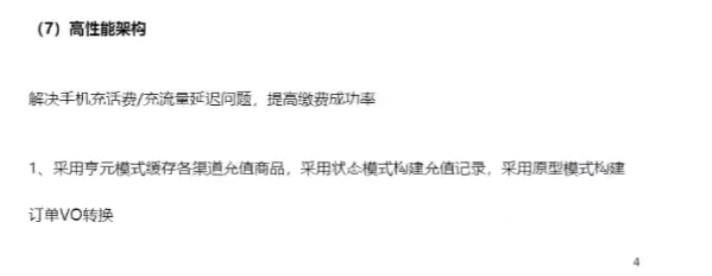 （7）高性能架构
解决手机充话费/充流量延迟问题，提高缴费成功率
1、采用亨元模式缓存各渠道充值商品，采用状态模式构建充值记录，采用原型模式构建
订单VO转换
4